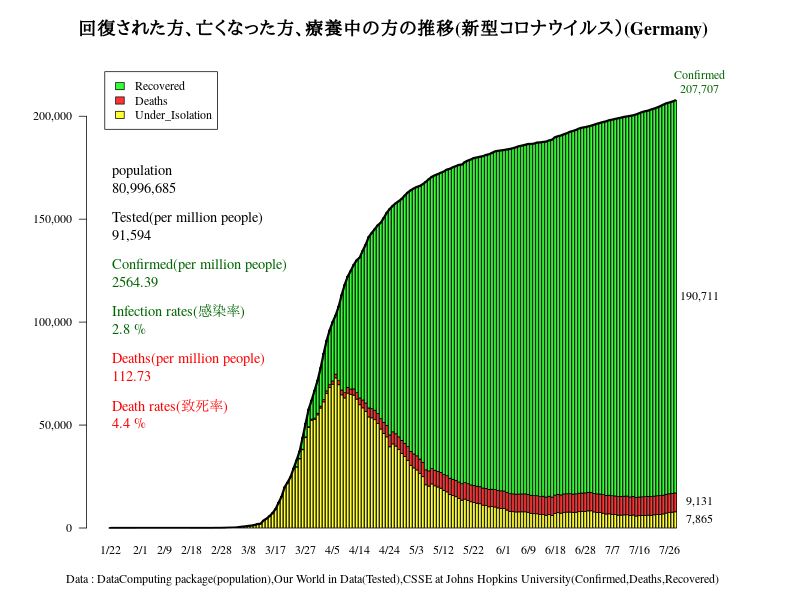 回復された方、亡くなった方、療養中の方の推移(新型コロナウイルス）(Germany)
Confirmed
207,707
Recovered
Deaths
Under_Isolation
200,000
150,000
100,000
50,000
0
population
80,996,685
Tested(per million people)
91,594
Confirmed(per million people)
2564.39
Infection rates(感染率)
2.8 %
Deaths(per million people)
112.73
Death rates(致死率)
4.4 %
190,711
9,131
7,865
1/22 2/1 2/9 2/18 2/28 3/8 3/17 3/27 4/5 4/14 4/24 5/3 5/12 5/22 6/1 6/9 6/18 6/28 7/7 7/16 7/26
Data : DataComputing package(population),Our World in Data(Tested),CSSE at Johns Hopkins University(Confirmed,Deaths,Recovered)